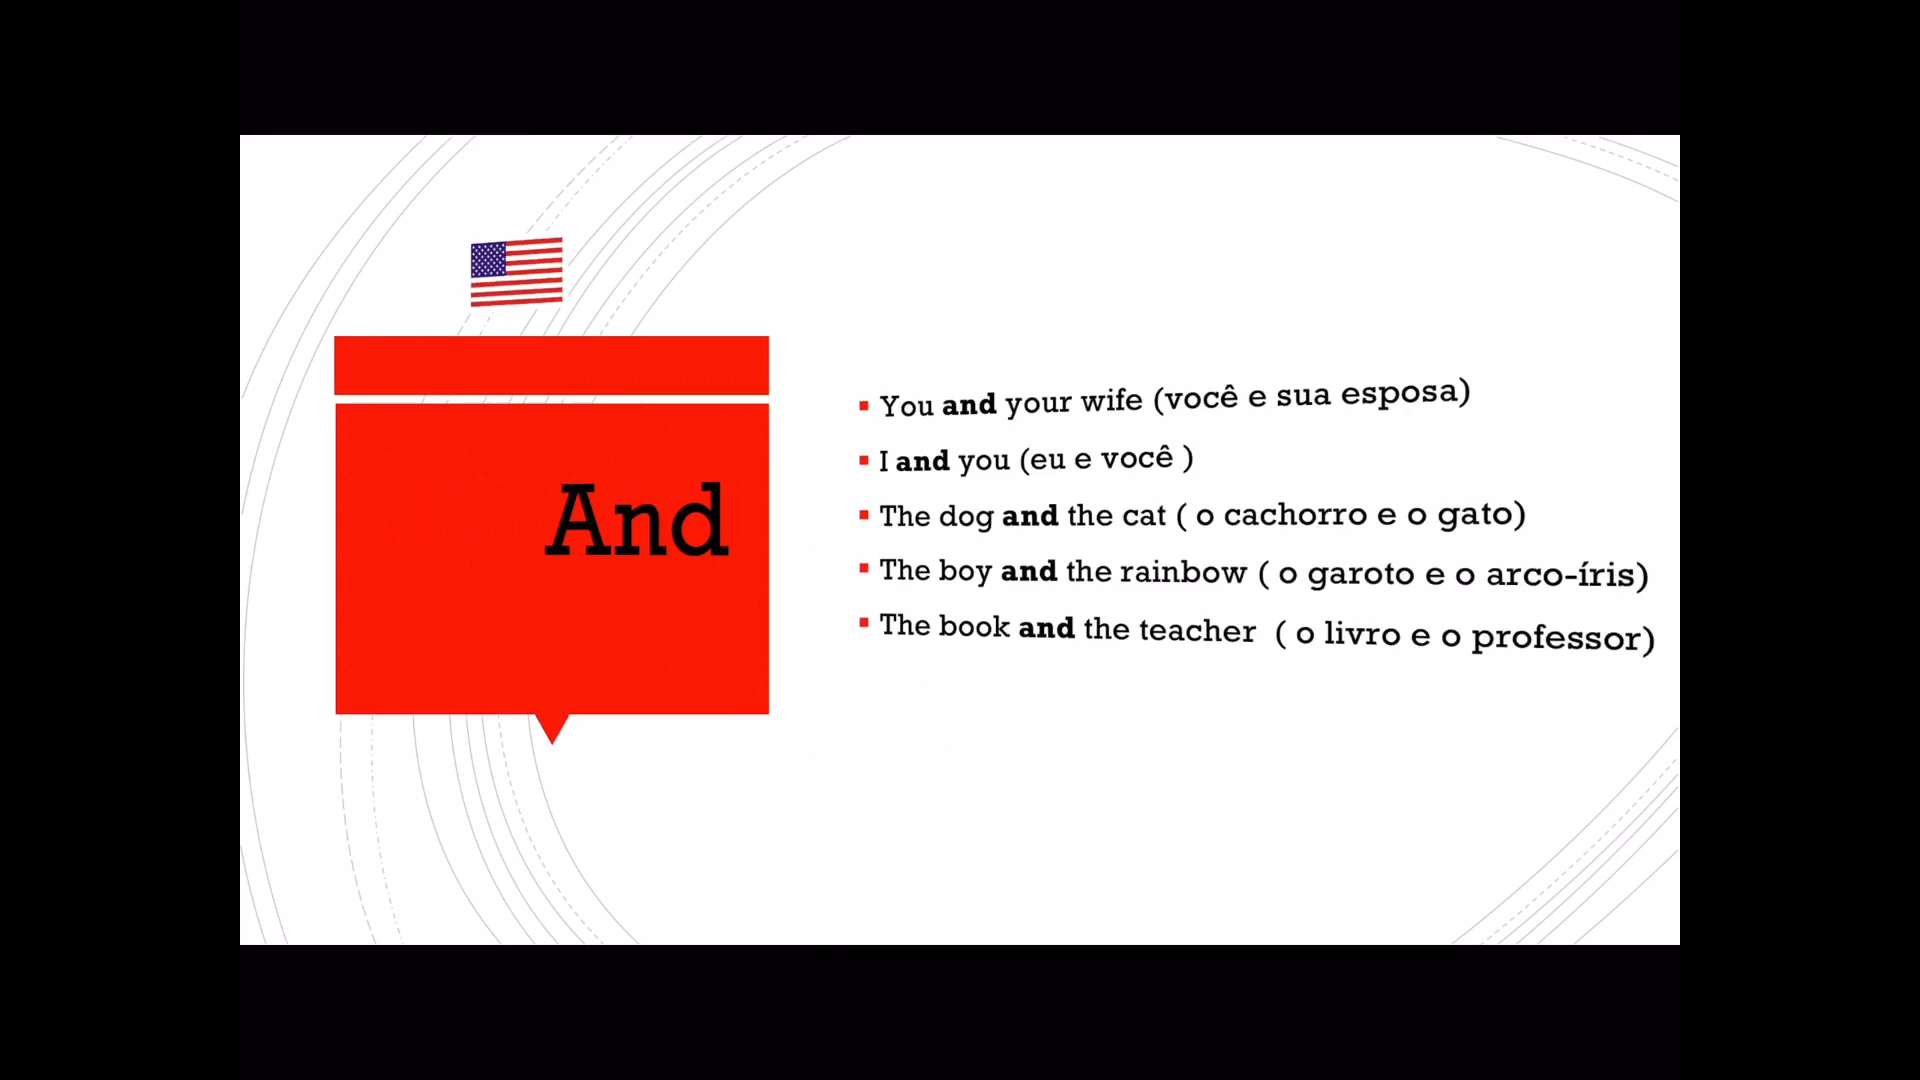 And
You and your wife (você e sua esposa)
I and you (eu e você )
The dog and the cat ( o cachorro e o gato)
The boy and the rainbow ( o garoto e o arco-íris)
The book and the teacher ( o livro e o professor)